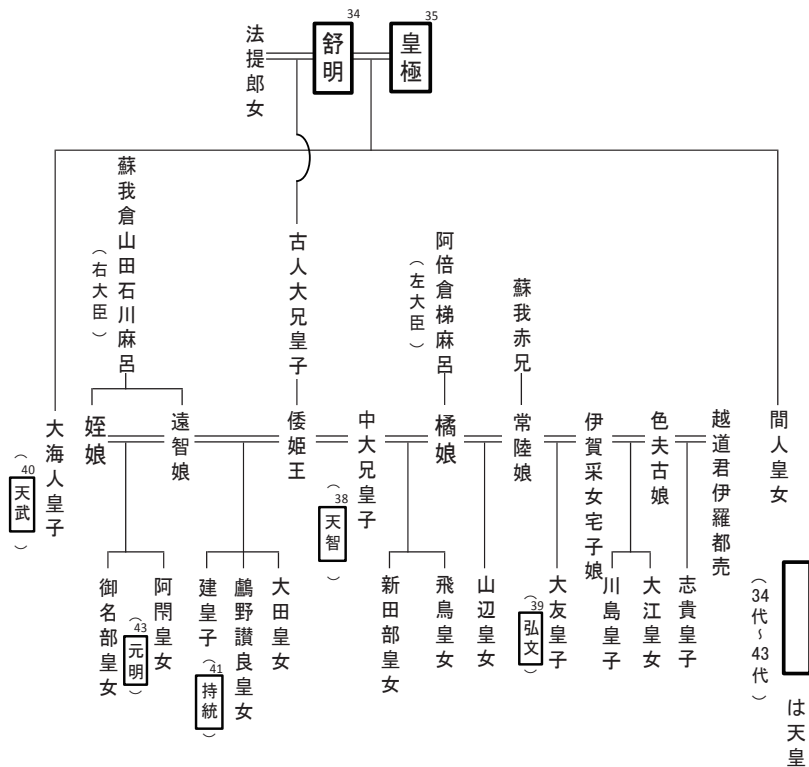 35
皇極
34
舒明
法提郎女
蘇我赤兄
阿倍倉梯麻呂
（左大臣）
古人大兄皇子
蘇我倉山田石川麻呂
（右大臣）
間人皇女
越道君伊羅都売
色夫古娘
伊賀采女宅子娘
常陸娘
橘娘
中大兄皇子
（38 天智）
倭姫王
遠智娘
姪娘
大海人皇子
（40 天武）
志貴皇子
大江皇女
川島皇子
大友皇子
（39 弘文）
山辺皇女
飛鳥皇女
新田部皇女
大田皇女
鸕野讃良皇女
（41 持統）
建皇子
阿閇皇女
（43 元明）
御名部皇女
は天皇
（34代～43代）